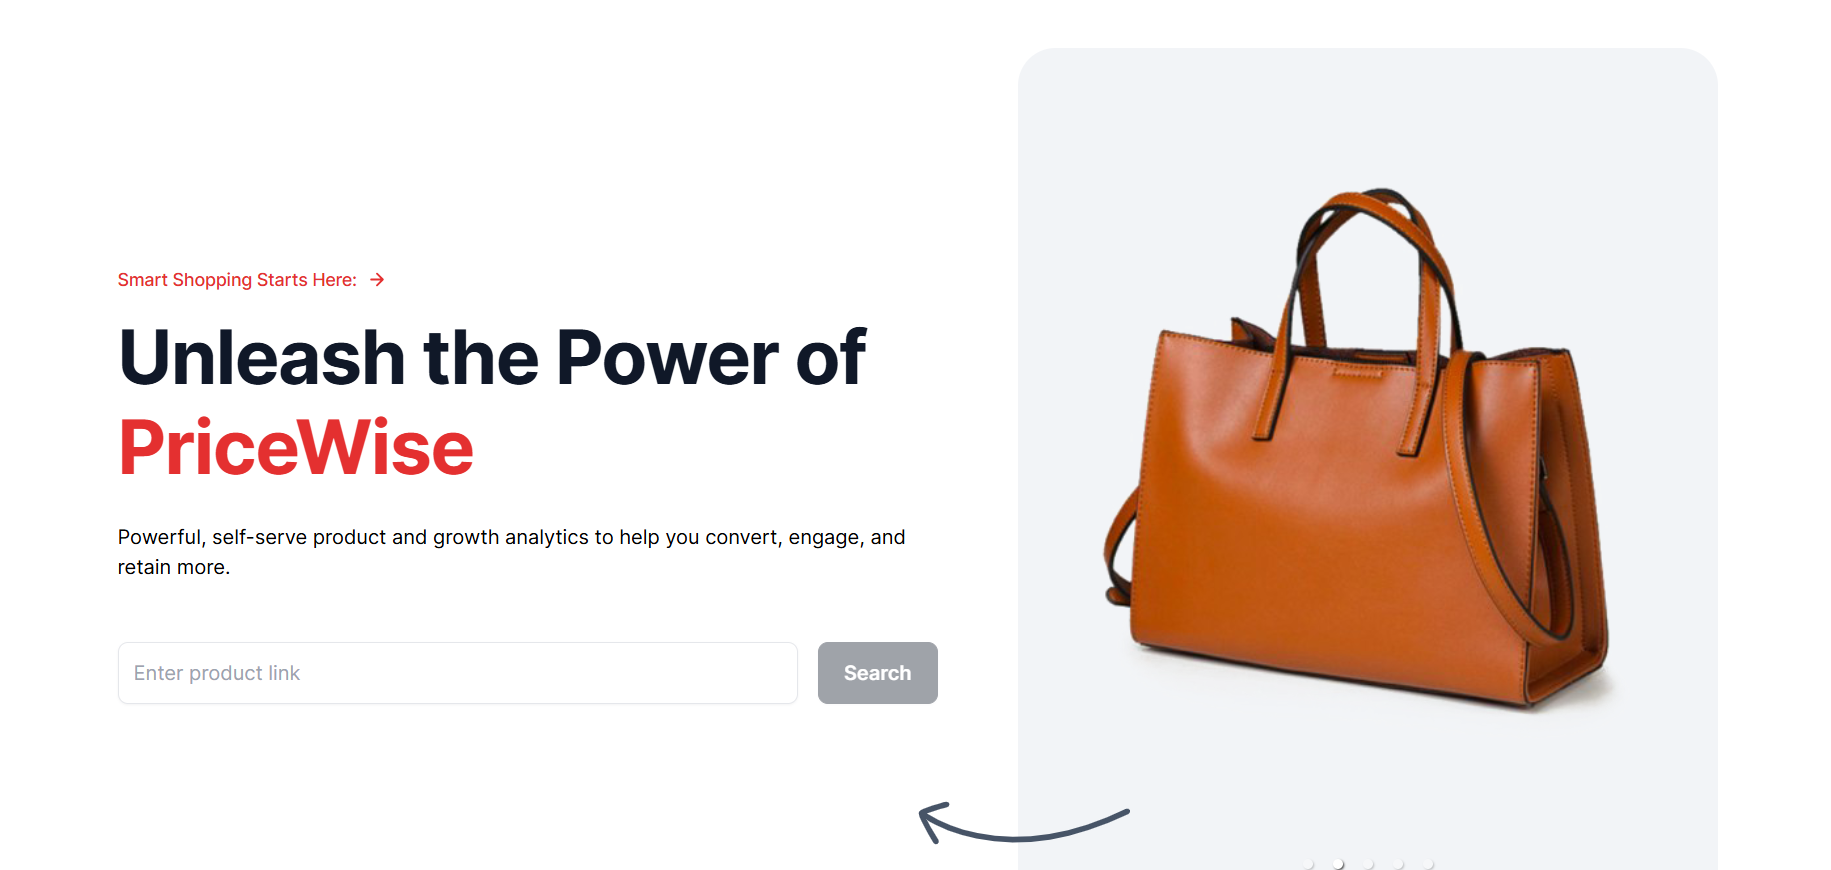 Smart Shopping Starts Here:
Unleash the Power of
PriceWise
Powerful, self-serve product and growth analytics to help you convert, engage, and
retain more.
Enter product link
Search